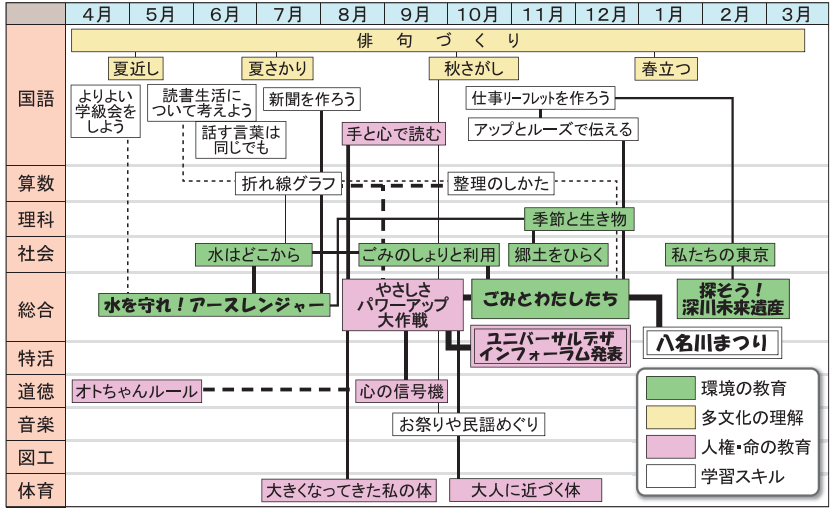 4月 5月 6月 7月 8月 9月 10月 11月 12月 1月 2月 3月
国語
俳句づくり
夏近し
夏さかり
秋さがし
春立つ
よりよい
学級会を
しよう
読書生活に
ついて考えよう
話す言葉は
同じでも
新聞を作ろう
手と心で読む
仕事リーフレットを作ろう
アップとルーズで伝える
算数
折れ線グラフ
整理のしかた
理科
季節と生き物
社会
水はどこから
ごみのしょりと利用
郷土をひらく
私たちの東京
総合
水を守れ！アースレンジャー
やさしさ
パワーアップ
大作戦
ごみとわたしたち
探そう！
深川未来遺産
ユニバーサルデザ
インフォーラム発表
八名川まつり
特活
道徳
オトちゃんルール
心の信号機
音楽
お祭りや民謡めぐり
図工
体育
大きくなってきた私の体
大人に近づく体
環境の教育
多文化の理解
人権・命の教育
学習スキル